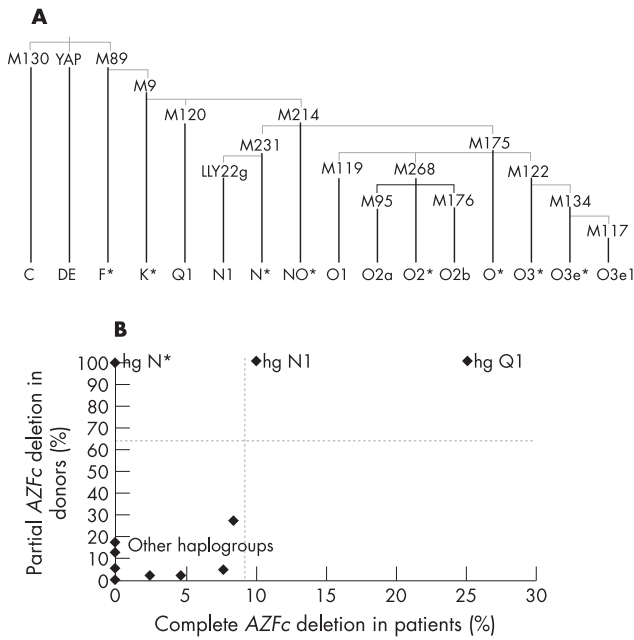 A
M130 YAP M89
M9
M120 M214
M231 M175
LLY22g M119 M268 M122
M95 M176 M134
M117
C DE F* K* Q1 N1 N* NO* O1 O2a O2* O2b O* O3* O3e* O3e1
B
Partial AZFc deletion in
donors (%)
100 hg N* hg N1 hg Q1
90
80
70
60
50
40
30
20 Other haplogroups
10
0
0 5 10 15 20 25 30
Complete AZFc deletion in patients (%)